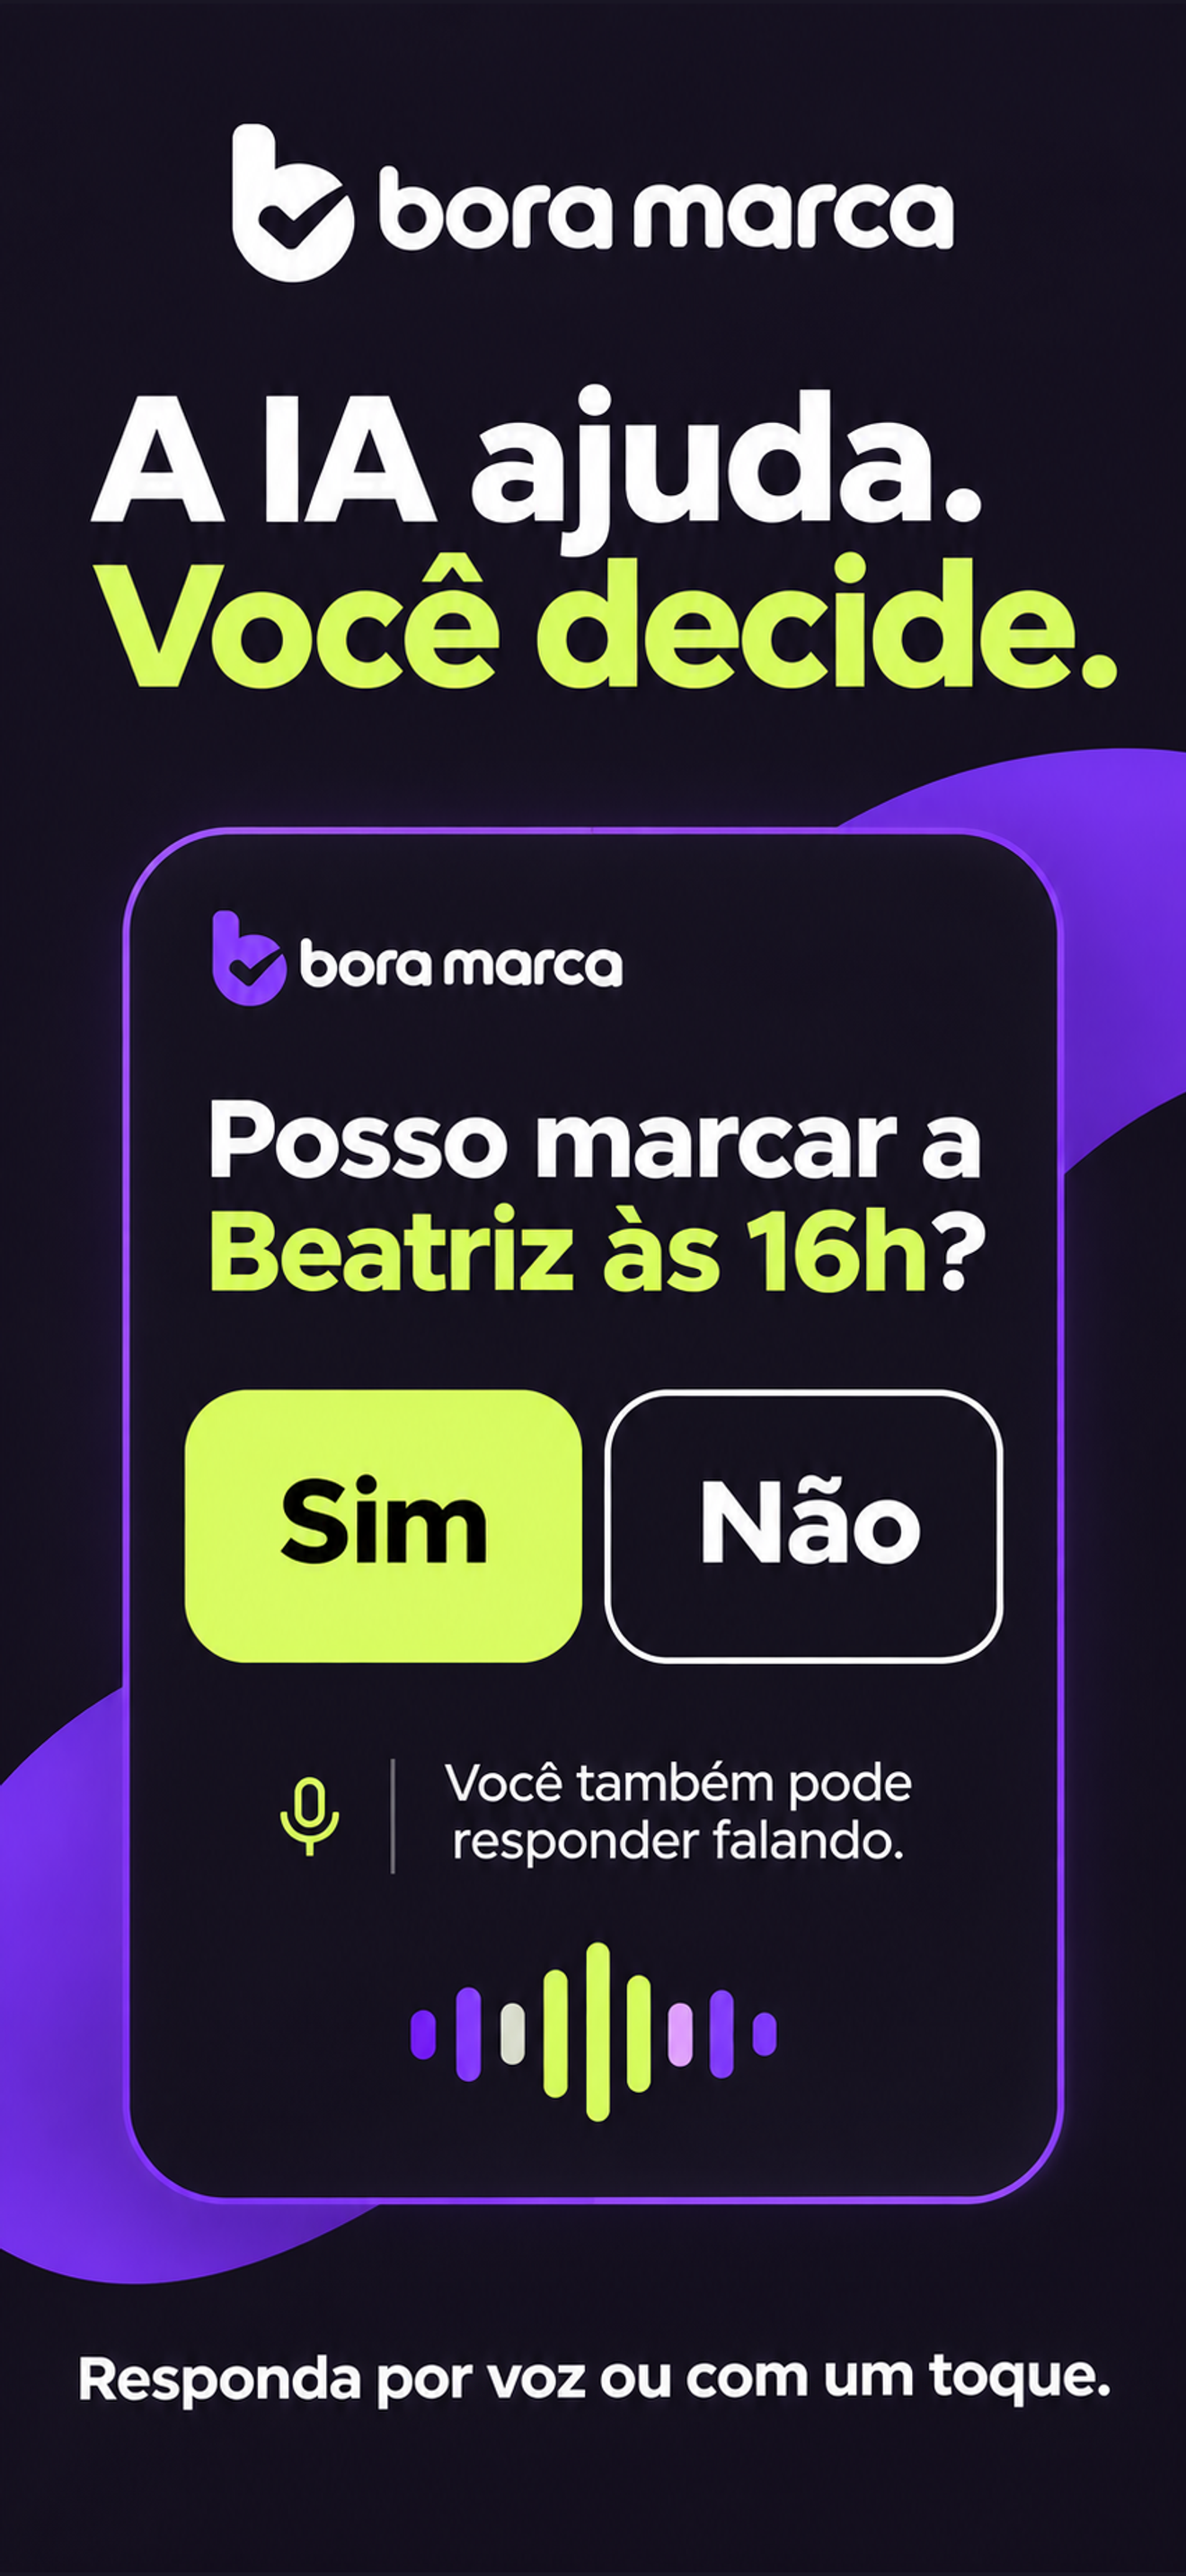 bora marca
A IA ajuda.
Você decide.
bora marca
Posso marcar a
Beatriz às 16h?
Sim
Não
Você também pode
responder falando.
Responda por voz ou com um toque.